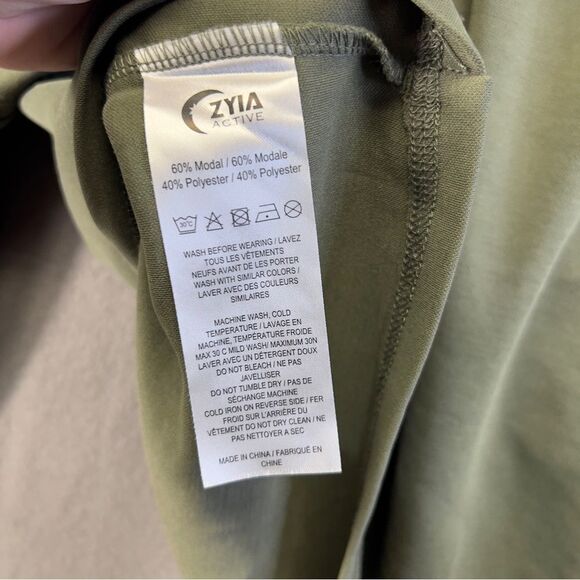 ZYIA
ACTIVE
60% Modal / 60% Modale
40% Polyester / 40% Polyester
30°C
WASH BEFORE WEARING / LAVEZ
TOUS LES VÊTEMENTS
NEUFS AVANT DE LES PORTER
WASH WITH SIMILAR COLORS /
LAVER AVEC DES COULEURS
SIMILAIRES
MACHINE WASH, COLD
TEMPERATURE / LAVAGE EN
MACHINE, TEMPÉRATURE FROIDE
MAX 30 C MILD WASH/ MAXIMUM 30N
LAVER AVEC UN DÉTERGENT DOUX
DO NOT BLEACH / NE PAS
JAVELLISER
DO NOT TUMBLE DRY / PAS DE
SÉCHANGE MACHINE
COLD IRON ON REVERSE SIDE / FER
FROID SUR L'ARRIÈRE DU
VÊTEMENT DO NOT DRY CLEAN / NE
PAS NETTOYER A SEC
MADE IN CHINA / FABRIQUÉ EN
CHINE